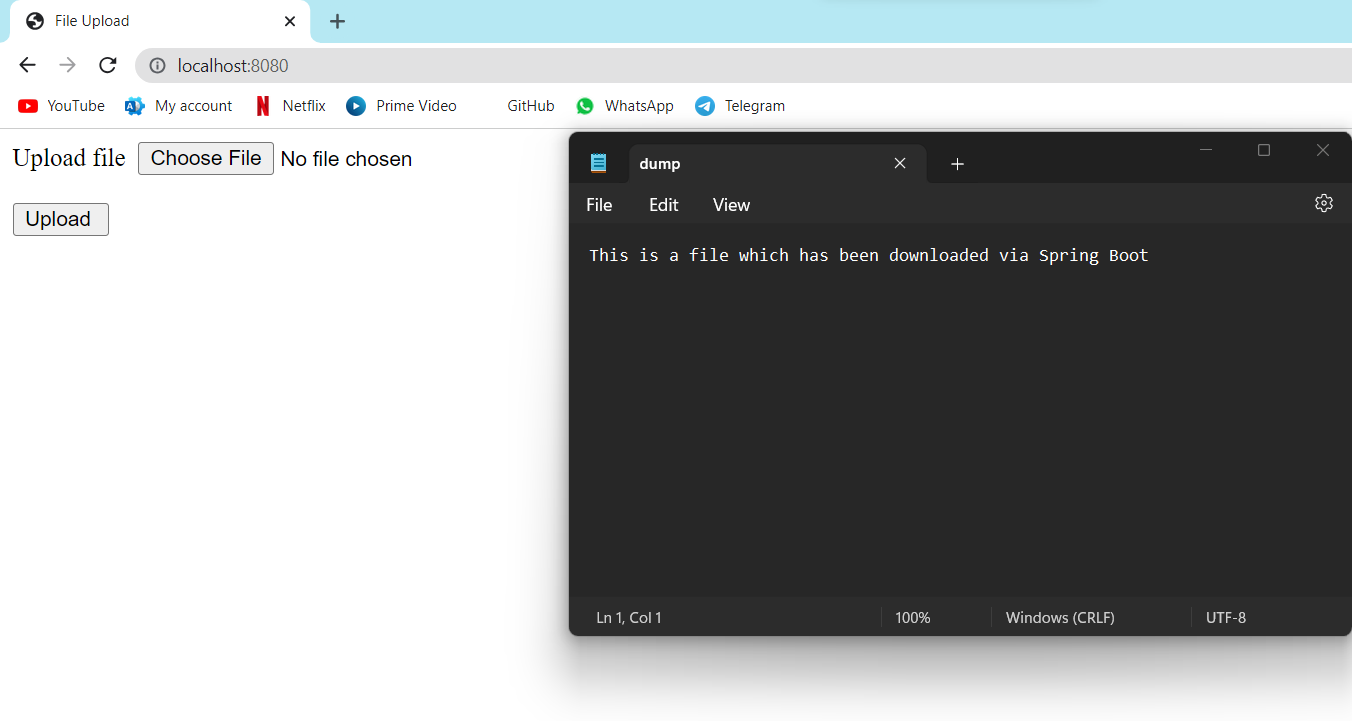 File Upload
localhost:8080
YouTube My account Netflix Prime Video GitHub WhatsApp Telegram
Upload file Choose File No file chosen
Upload
dump
File Edit View
This is a file which has been downloaded via Spring Boot
Ln 1, Col 1 100% Windows (CRLF) UTF-8